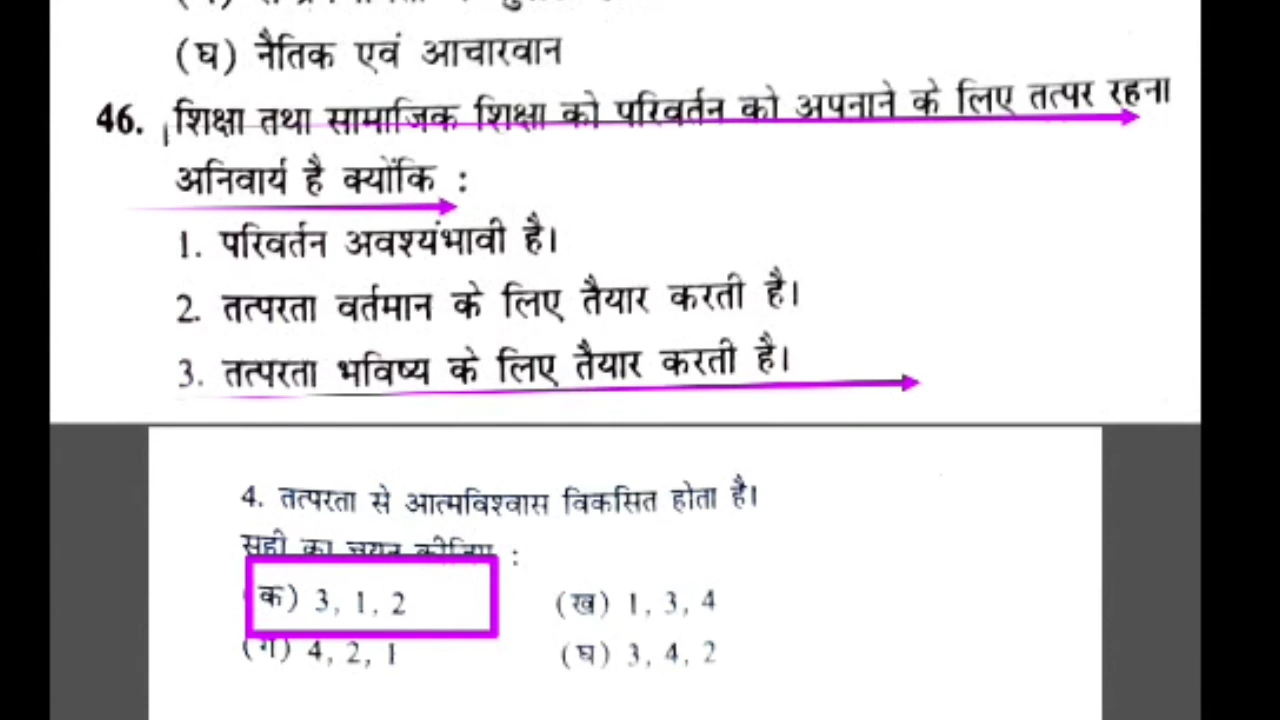 (घ) नैतिक एवं आचारवान
46. शिक्षा तथा सामाजिक शिक्षा को परिवर्तन को अपनाने के लिए तत्पर रहना
अनिवार्य है क्योंकि :
1. परिवर्तन अवश्यंभावी है।
2. तत्परता वर्तमान के लिए तैयार करती है।
3. तत्परता भविष्य के लिए तैयार करती है।
4. तत्परता से आत्मविश्वास विकसित होता है।
सही का चयन कीजिए :
(क) 3, 1, 2 (ख) 1, 3, 4
(ग) 4, 2, 1 (घ) 3, 4, 2